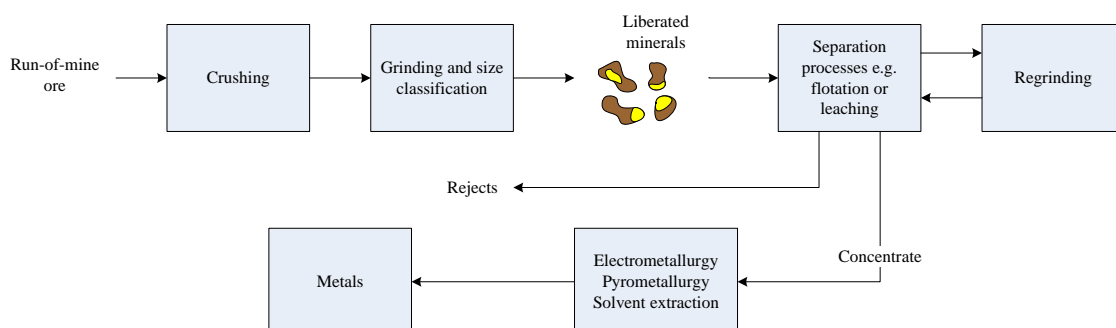 Run-of-mine
ore
Crushing
Grinding and size
classification
Liberated
minerals
Separation
processes e.g.
flotation or
leaching
Regrinding
Rejects
Concentrate
Metals
Electrometallurgy
Pyrometallurgy
Solvent extraction